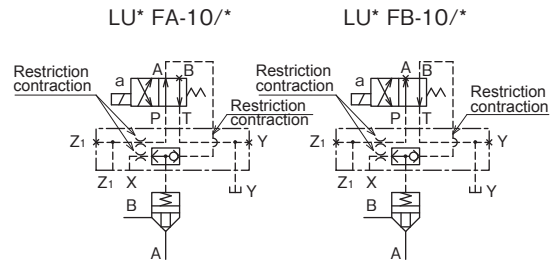 LU* FA-10/*
A B
Restriction
contraction
a
P T
Restriction
contraction
Z1 Y
Z1 X Y
B
A
LU* FB-10/*
A B
Restriction
contraction
a
P T
Restriction
contraction
Z1 Y
Z1 X Y
B
A